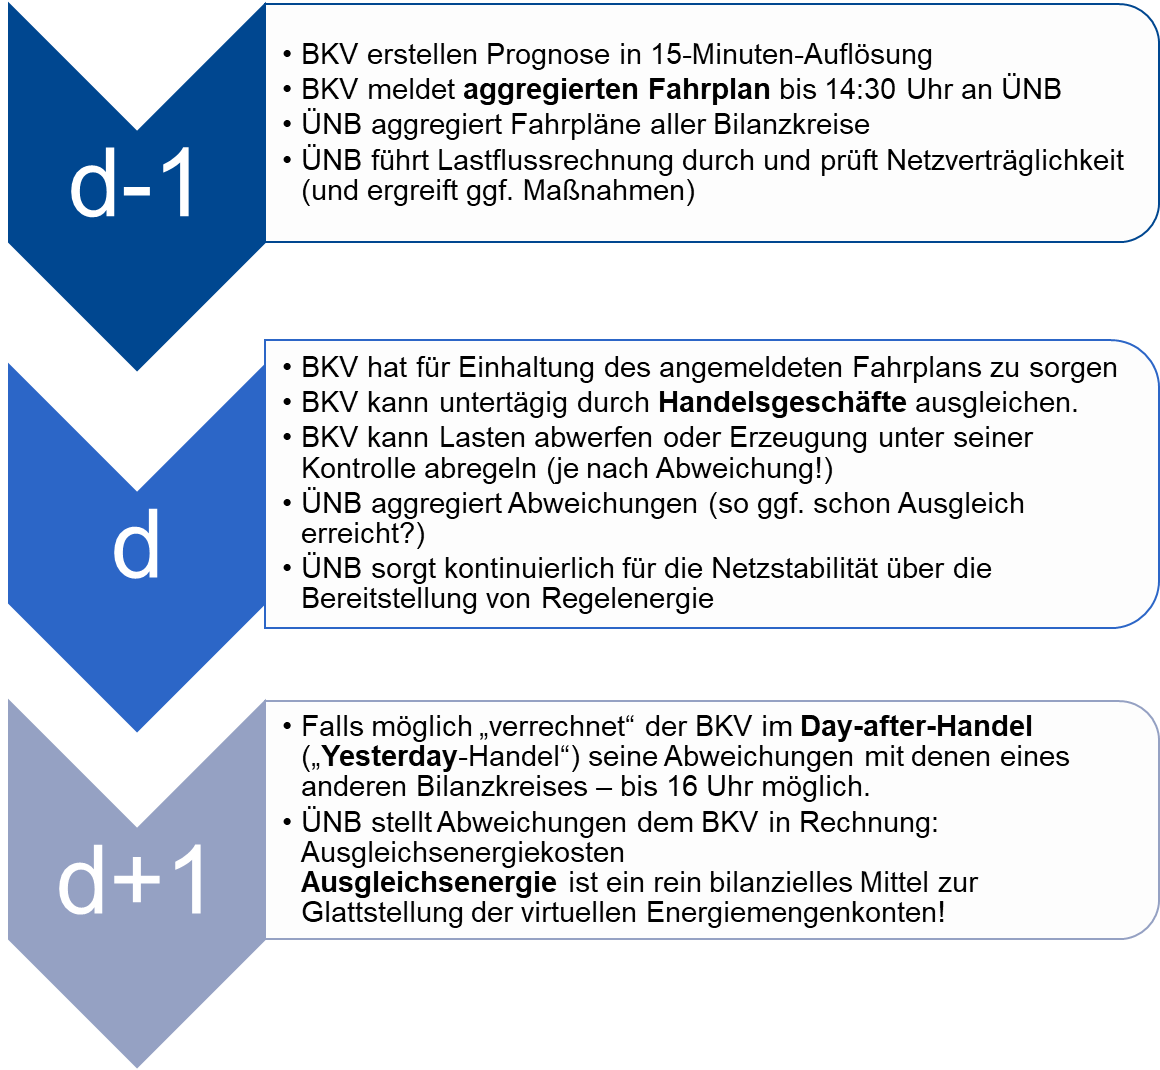 d-1
• BKV erstellen Prognose in 15-Minuten-Auflösung
• BKV meldet aggregierten Fahrplan bis 14:30 Uhr an ÜNB
• ÜNB aggregiert Fahrpläne aller Bilanzkreise
• ÜNB führt Lastflussrechnung durch und prüft Netzverträglichkeit
(und ergreift ggf. Maßnahmen)
d
• BKV hat für Einhaltung des angemeldeten Fahrplans zu sorgen
• BKV kann untertägig durch Handelsgeschäfte ausgleichen.
• BKV kann Lasten abwerfen oder Erzeugung unter seiner
Kontrolle abregeln (je nach Abweichung!)
• ÜNB aggregiert Abweichungen (so ggf. schon Ausgleich
erreicht?)
• ÜNB sorgt kontinuierlich für die Netzstabilität über die
Bereitstellung von Regelenergie
d+1
• Falls möglich „verrechnet“ der BKV im Day-after-Handel
(„Yesterday-Handel“) seine Abweichungen mit denen eines
anderen Bilanzkreises – bis 16 Uhr möglich.
• ÜNB stellt Abweichungen dem BKV in Rechnung:
Ausgleichsenergiekosten
Ausgleichsenergie ist ein rein bilanzielles Mittel zur
Glattstellung der virtuellen Energiemengenkonten!